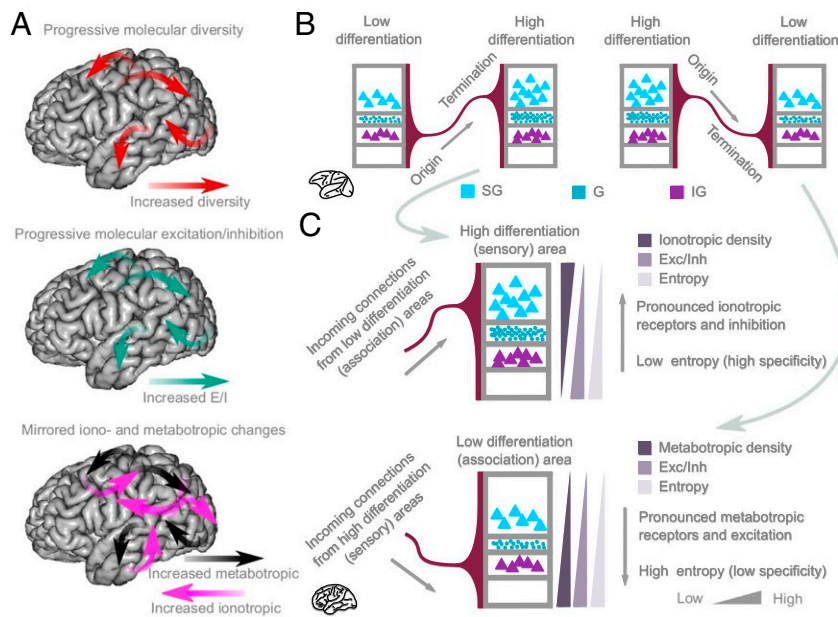 A
Progressive molecular diversity
Increased diversity
Progressive molecular excitation/inhibition
Increased E/I
Mirrored iono- and metabotropic changes
Increased metabotropic
Increased ionotropic
B
Low
differentiation
High
differentiation
High
differentiation
Low
differentiation
Termination
Origin
Origin
Termination
SG
G
IG
C
High differentiation
(sensory) area
Incoming connections
from low differentiation
(association) areas
Ionotropic density
Exc/Inh
Entropy
Pronounced ionotropic
receptors and inhibition
Low entropy (high specificity)
Low differentiation
(association) area
Incoming connections
from high differentiation
(sensory) areas
Metabotropic density
Exc/Inh
Entropy
Pronounced metabotropic
receptors and excitation
High entropy (low specificity)
Low High